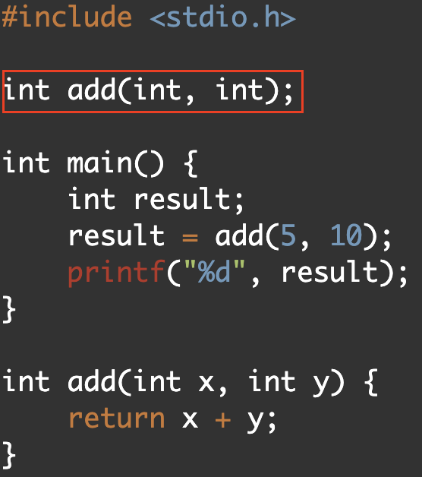 #include <stdio.h>
int add(int, int);
int main() {
    int result;
    result = add(5, 10);
    printf("%d", result);
}
int add(int x, int y) {
    return x + y;
}